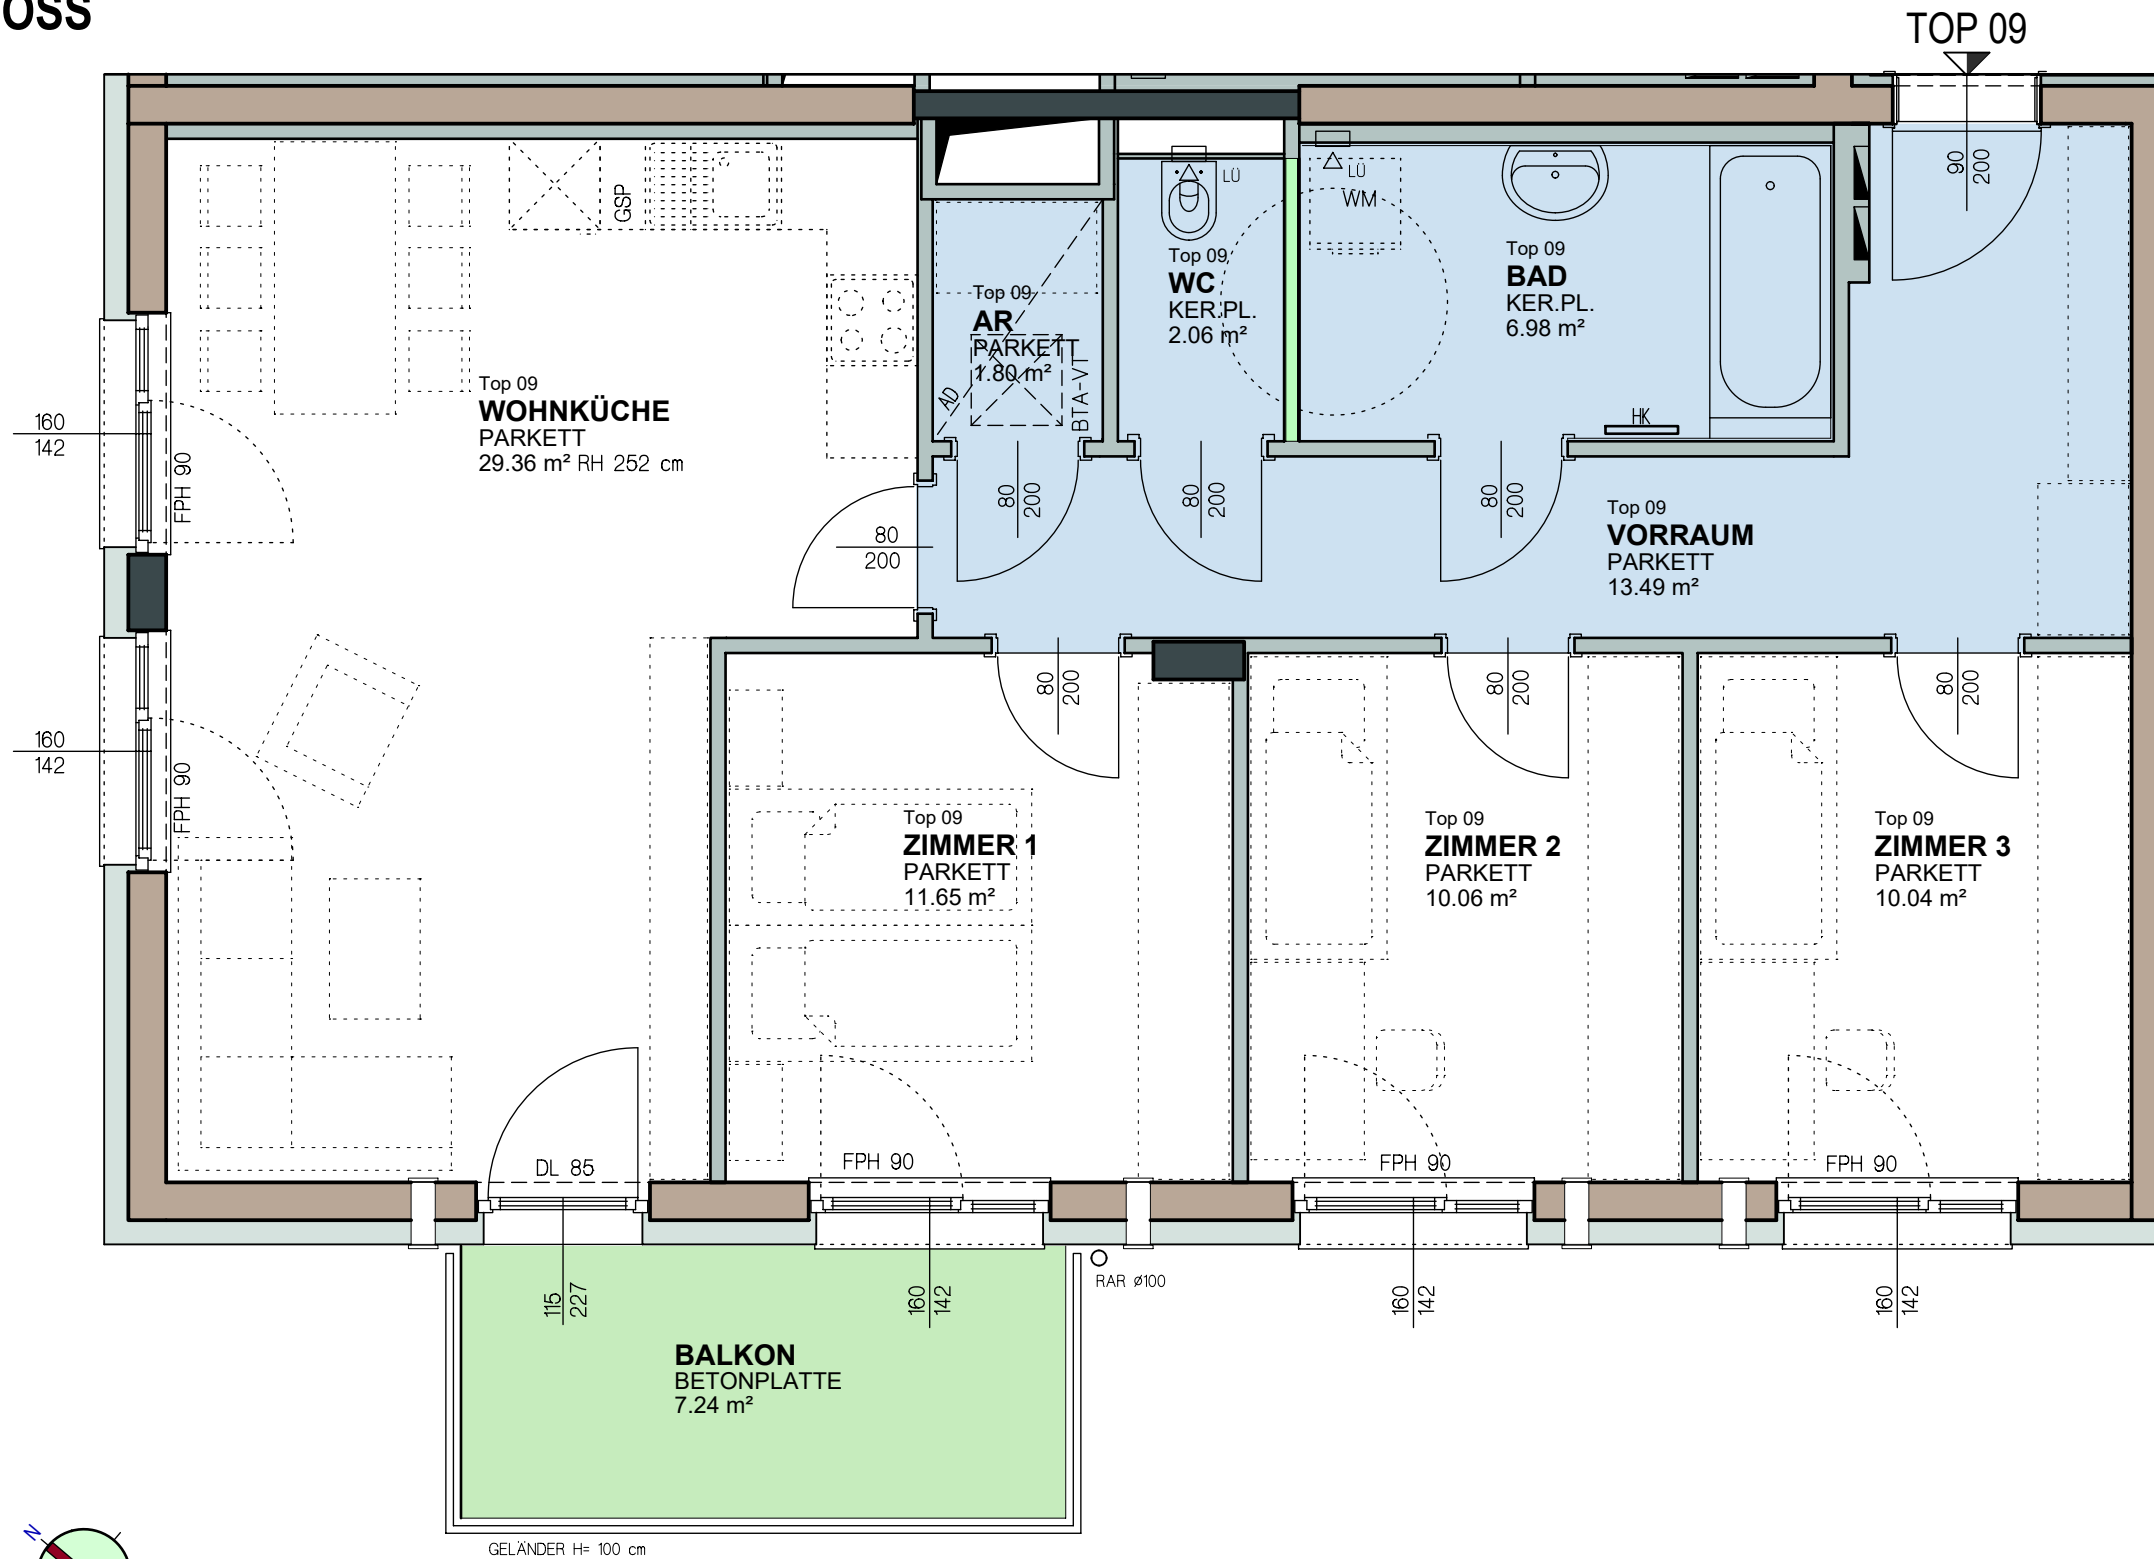 OSS
TOP 09
90
200
GSP
LÜ
LÜ
WM
Top 09
WC
KER.PL.
2.06 m²
Top 09
BAD
KER.PL.
6.98 m²
Top 09
AR
PARKETT
1.80 m²
AD
BTA-VT
HK
Top 09
WOHNKÜCHE
PARKETT
29.36 m² RH 252 cm
160
142
FPH 90
80
200
80
200
80
200
80
200
Top 09
VORRAUM
PARKETT
13.49 m²
80
200
80
200
80
200
160
142
FPH 90
Top 09
ZIMMER 1
PARKETT
11.65 m²
Top 09
ZIMMER 2
PARKETT
10.06 m²
Top 09
ZIMMER 3
PARKETT
10.04 m²
DL 85
FPH 90
FPH 90
FPH 90
RAR ø100
115
227
160
142
160
142
160
142
BALKON
BETONPLATTE
7.24 m²
N
GELÄNDER H= 100 cm